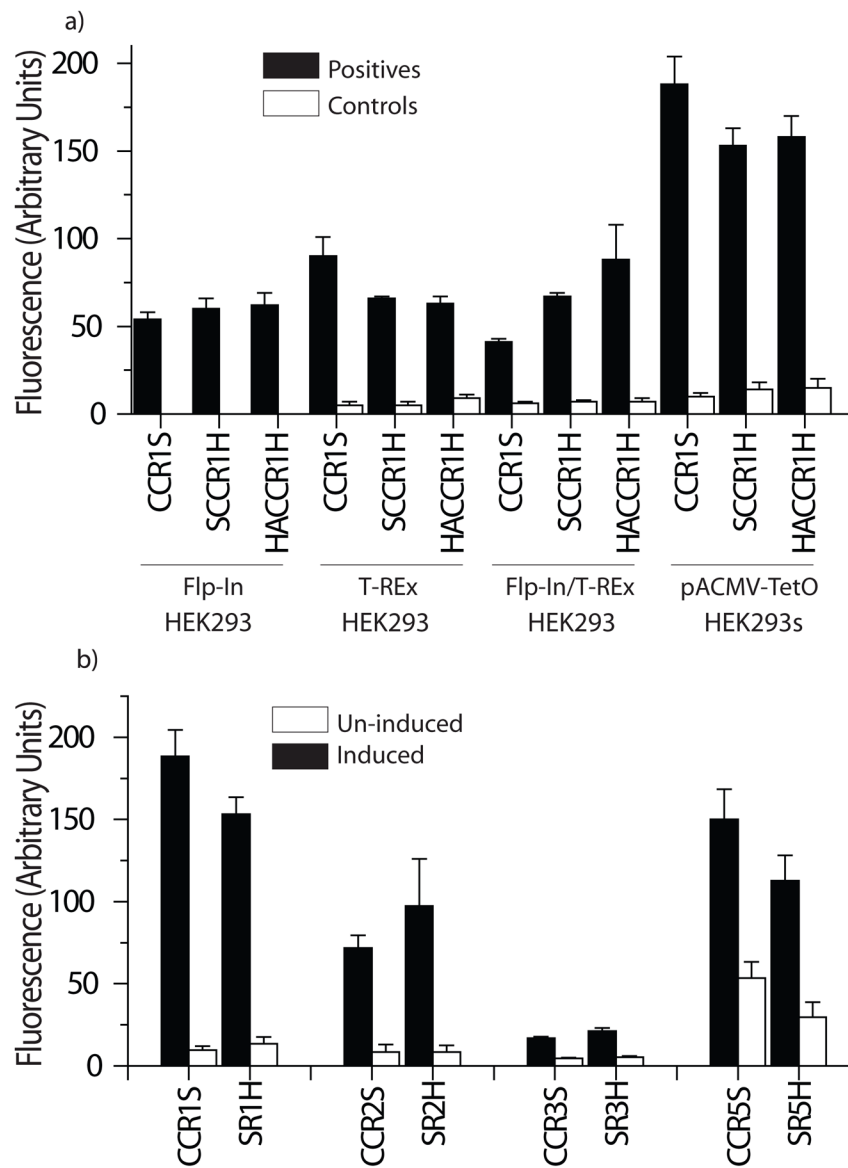 a)
Fluorescence (Arbitrary Units)
200
150
100
50
0
Positives
Controls
CCR1S
SCCR1H
HACCR1H
CCR1S
SCCR1H
HACCR1H
CCR1S
SCCR1H
HACCR1H
CCR1S
SCCR1H
HACCR1H
Flp-In
HEK293
T-REx
HEK293
Flp-In/T-REx
HEK293
pACMV-TetO
HEK293s
b)
Fluorescence (Arbitrary Units)
200
150
100
50
0
Un-induced
Induced
CCR1S
SR1H
CCR2S
SR2H
CCR3S
SR3H
CCR5S
SR5H